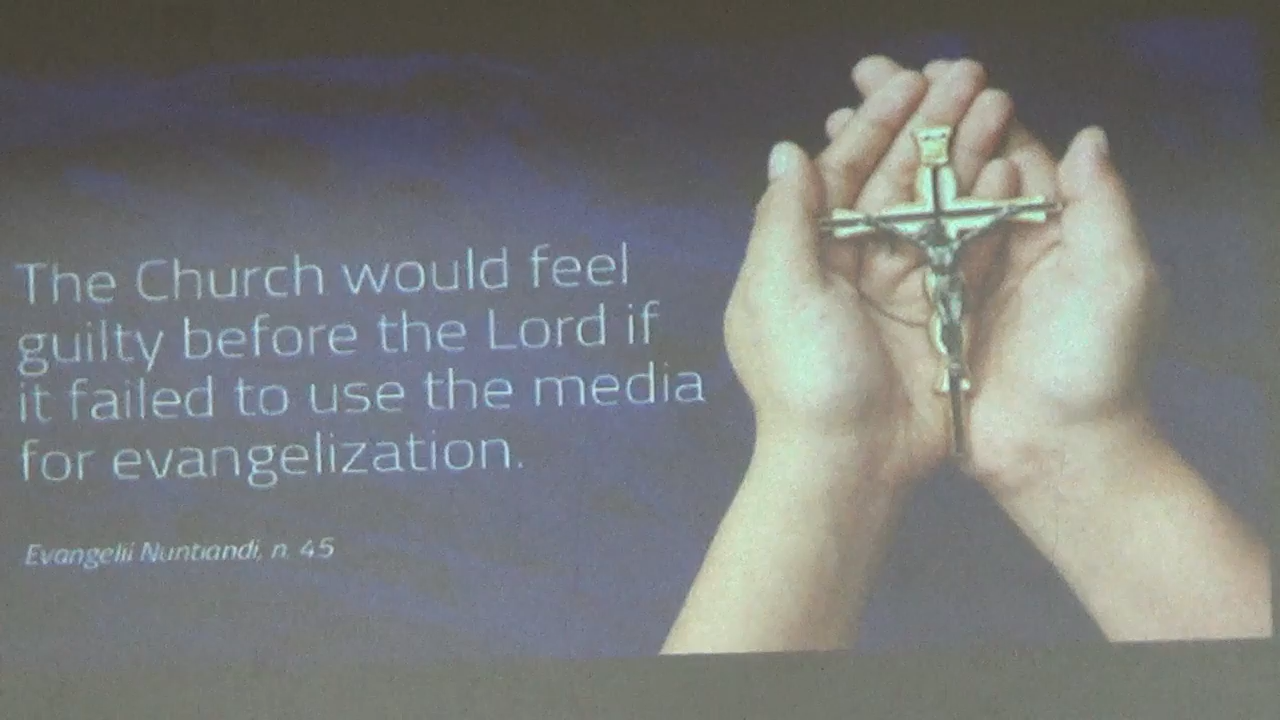 The Church would feel
guilty before the Lord if
it failed to use the media
for evangelization.
Evangelii Nuntiandi, n. 45